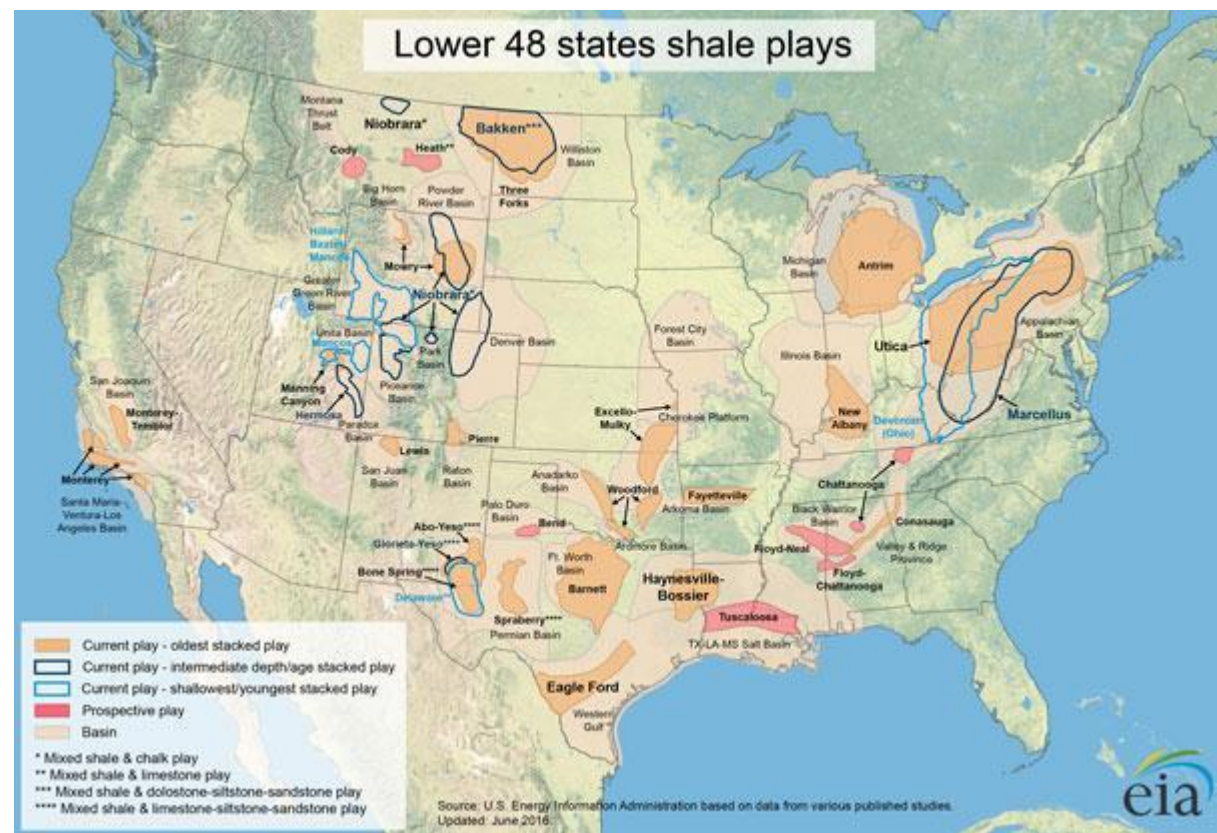 Lower 48 states shale plays
Montana
Thrust
Belt
Niobrara*
Bakken***
Cody
Heath**
Williston
Basin
Big Horn
Basin
Powder
River Basin
Three
Forks
Hilliard-
Baxter-
Mancos
Mowry
Greater
Green River
Basin
Niobrara*
Michigan
Basin
Antrim
Uinta Basin
Mancos
Park
Basin
Denver Basin
Forest City
Basin
Illinois Basin
Utica
Appalachian
Basin
Manning
Canyon
Piceance
Basin
Hermosa
Paradox
Basin
San Joaquin
Basin
Monterey-
Temblor
Excello-
Mulky
Cherokee Platform
New
Albany
Devonian
(Ohio)
Marcellus
Monterey
Lewis
Pierre
San Juan
Basin
Raton
Basin
Anadarko
Basin
Woodford
Fayetteville
Arkoma Basin
Chattanooga
Santa Maria-
Ventura-Los
Angeles Basin
Palo Duro
Basin
Bend
Black Warrior
Basin
Conasauga
Abo-Yeso****
Glorieta-Yeso****
Ardmore Basin
Floyd-Neal
Valley & Ridge
Province
Bone Spring****
Ft. Worth
Basin
Barnett
Haynesville-
Bossier
Floyd-
Chattanooga
Delaware
Spraberry****
Permian Basin
Tuscaloosa
TX-LA-MS Salt Basin
Eagle Ford
Western
Gulf
Current play - oldest stacked play
Current play - intermediate depth/age stacked play
Current play - shallowest/youngest stacked play
Prospective play
Basin
* Mixed shale & chalk play
** Mixed shale & limestone play
*** Mixed shale & dolostone-siltstone-sandstone play
**** Mixed shale & limestone-siltstone-sandstone play
Source: U.S. Energy Information Administration based on data from various published studies.
Updated: June 2016
eia